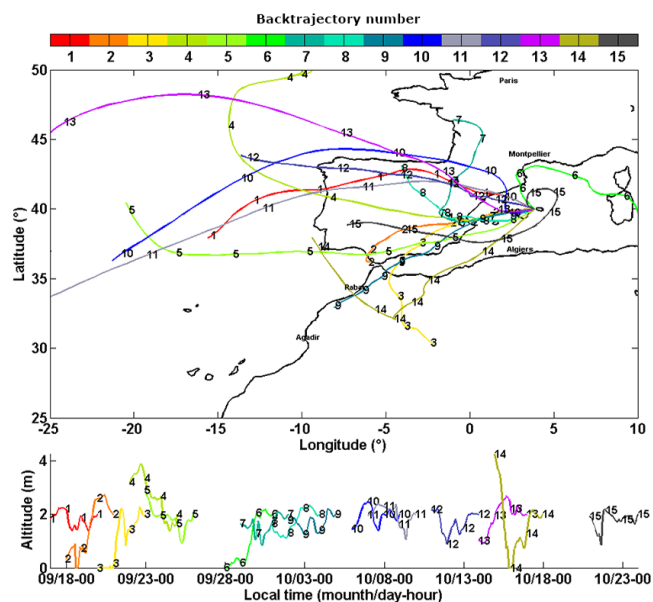 Backtrajectory number
1 2 3 4 5 6 7 8 9 10 11 12 13 14 15
50
45
40
35
30
25
Latitude (°)
Paris
Montpellier
Algiers
Rabat
Agadir
-25 -20 -15 -10 -5 0 5 10
Longitude (°)
4
2
0
Altitude (m)
09/18-00 09/23-00 09/28-00 10/03-00 10/08-00 10/13-00 10/18-00 10/23-00
Local time (mounth/day-hour)